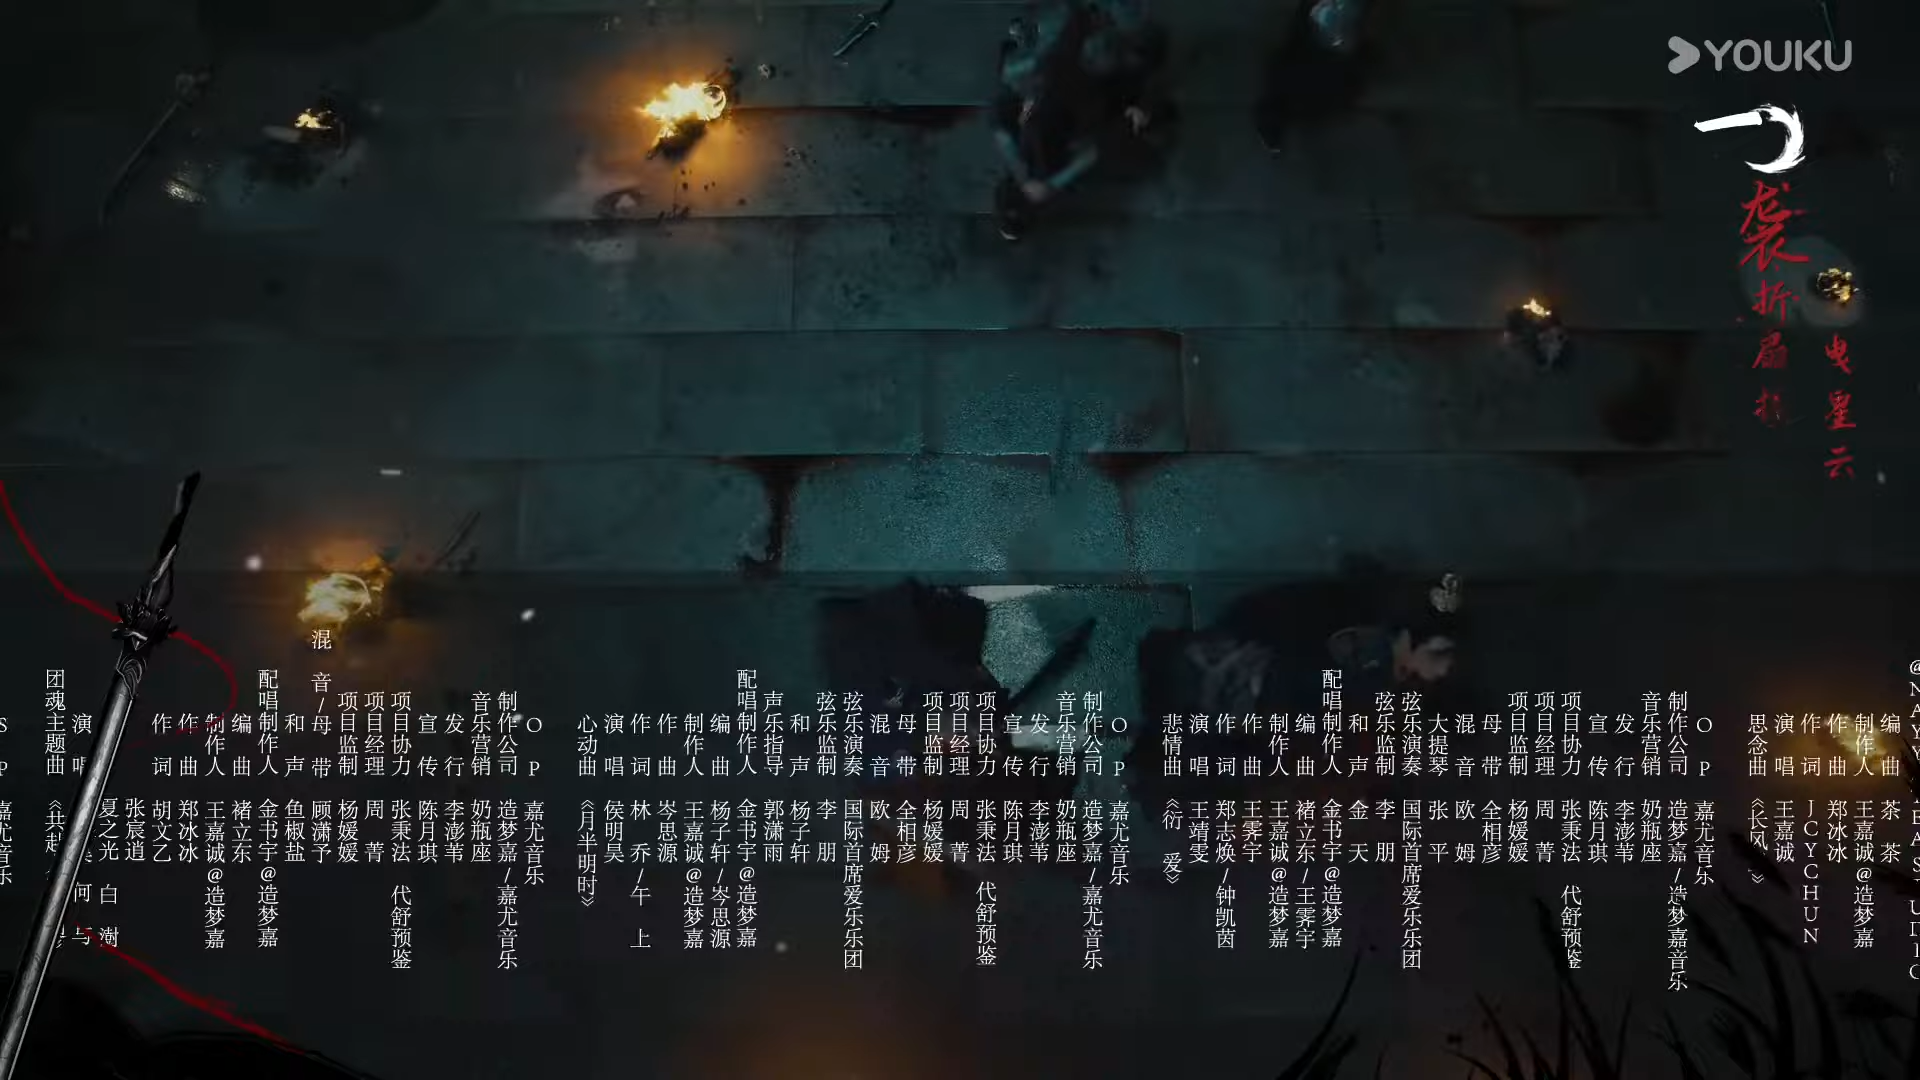 YOUKU
袭
折扇
曳星云
心动曲 《月半明时》
演唱 侯明昊
作词 林乔/午上
作曲 岑思源
制作人 王嘉诚@造梦嘉
编曲 杨子轩/岑思源
配唱制作人 金书宇@造梦嘉
声乐指导 郭潇雨
和声 杨子轩
弦乐监制 李朋
弦乐演奏 国际首席爱乐乐团
混音 欧姆
母带 全相彦
项目监制 杨媛媛
项目经理 周菁
项目协力 张秉法 代舒预鉴
宣传 陈月琪
发行 李澎苇
音乐营销 奶瓶座
制作公司 造梦嘉/嘉尤音乐
OP 嘉尤音乐
悲情曲 《衍爱》
演唱 王靖雯
作词 郑志焕/钟凯茵
作曲 王霁宇
制作人 王嘉诚@造梦嘉
编曲 褚立东/王霁宇
配唱制作人 金书宇@造梦嘉
和声 金天
弦乐监制 李朋
弦乐演奏 国际首席爱乐乐团
大提琴 张平
混音 欧姆
母带 全相彦
项目监制 杨媛媛
项目经理 周菁
项目协力 张秉法 代舒预鉴
宣传 陈月琪
发行 李澎苇
音乐营销 奶瓶座
制作公司 造梦嘉/造梦嘉音乐
OP 嘉尤音乐
思念曲 《长风》
演唱 王嘉诚
作词 JCYCHUN
作曲 郑冰冰
制作人 王嘉诚@造梦嘉
编曲 茶茶
团魂主题曲 《共赴
演唱 何与
夏之光 白澍
张宸逍
作词 胡文乙
作曲 郑冰冰
制作人 王嘉诚@造梦嘉
编曲 褚立东
配唱制作人 金书宇@造梦嘉
和声 鱼椒盐
混音/母带 顾潇予
项目监制 杨媛媛
项目经理 周菁
项目协力 张秉法 代舒预鉴
宣传 陈月琪
发行 李澎苇
音乐营销 奶瓶座
制作公司 造梦嘉/嘉尤音乐
OP 嘉尤音乐
SP 嘉尤音乐